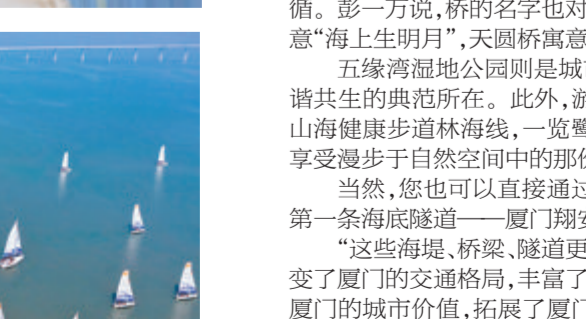 循。彭一万说,桥的名字也对
意“海上生明月”,天圆桥寓意
五缘湾湿地公园则是城
谐共生的典范所在。此外,游
山海健康步道林海线,一览鹭
享受漫步于自然空间中的那份
当然,您也可以直接通过
第一条海底隧道——厦门翔安
“这些海堤、桥梁、隧道更
变了厦门的交通格局,丰富了
厦门的城市价值,拓展了厦门